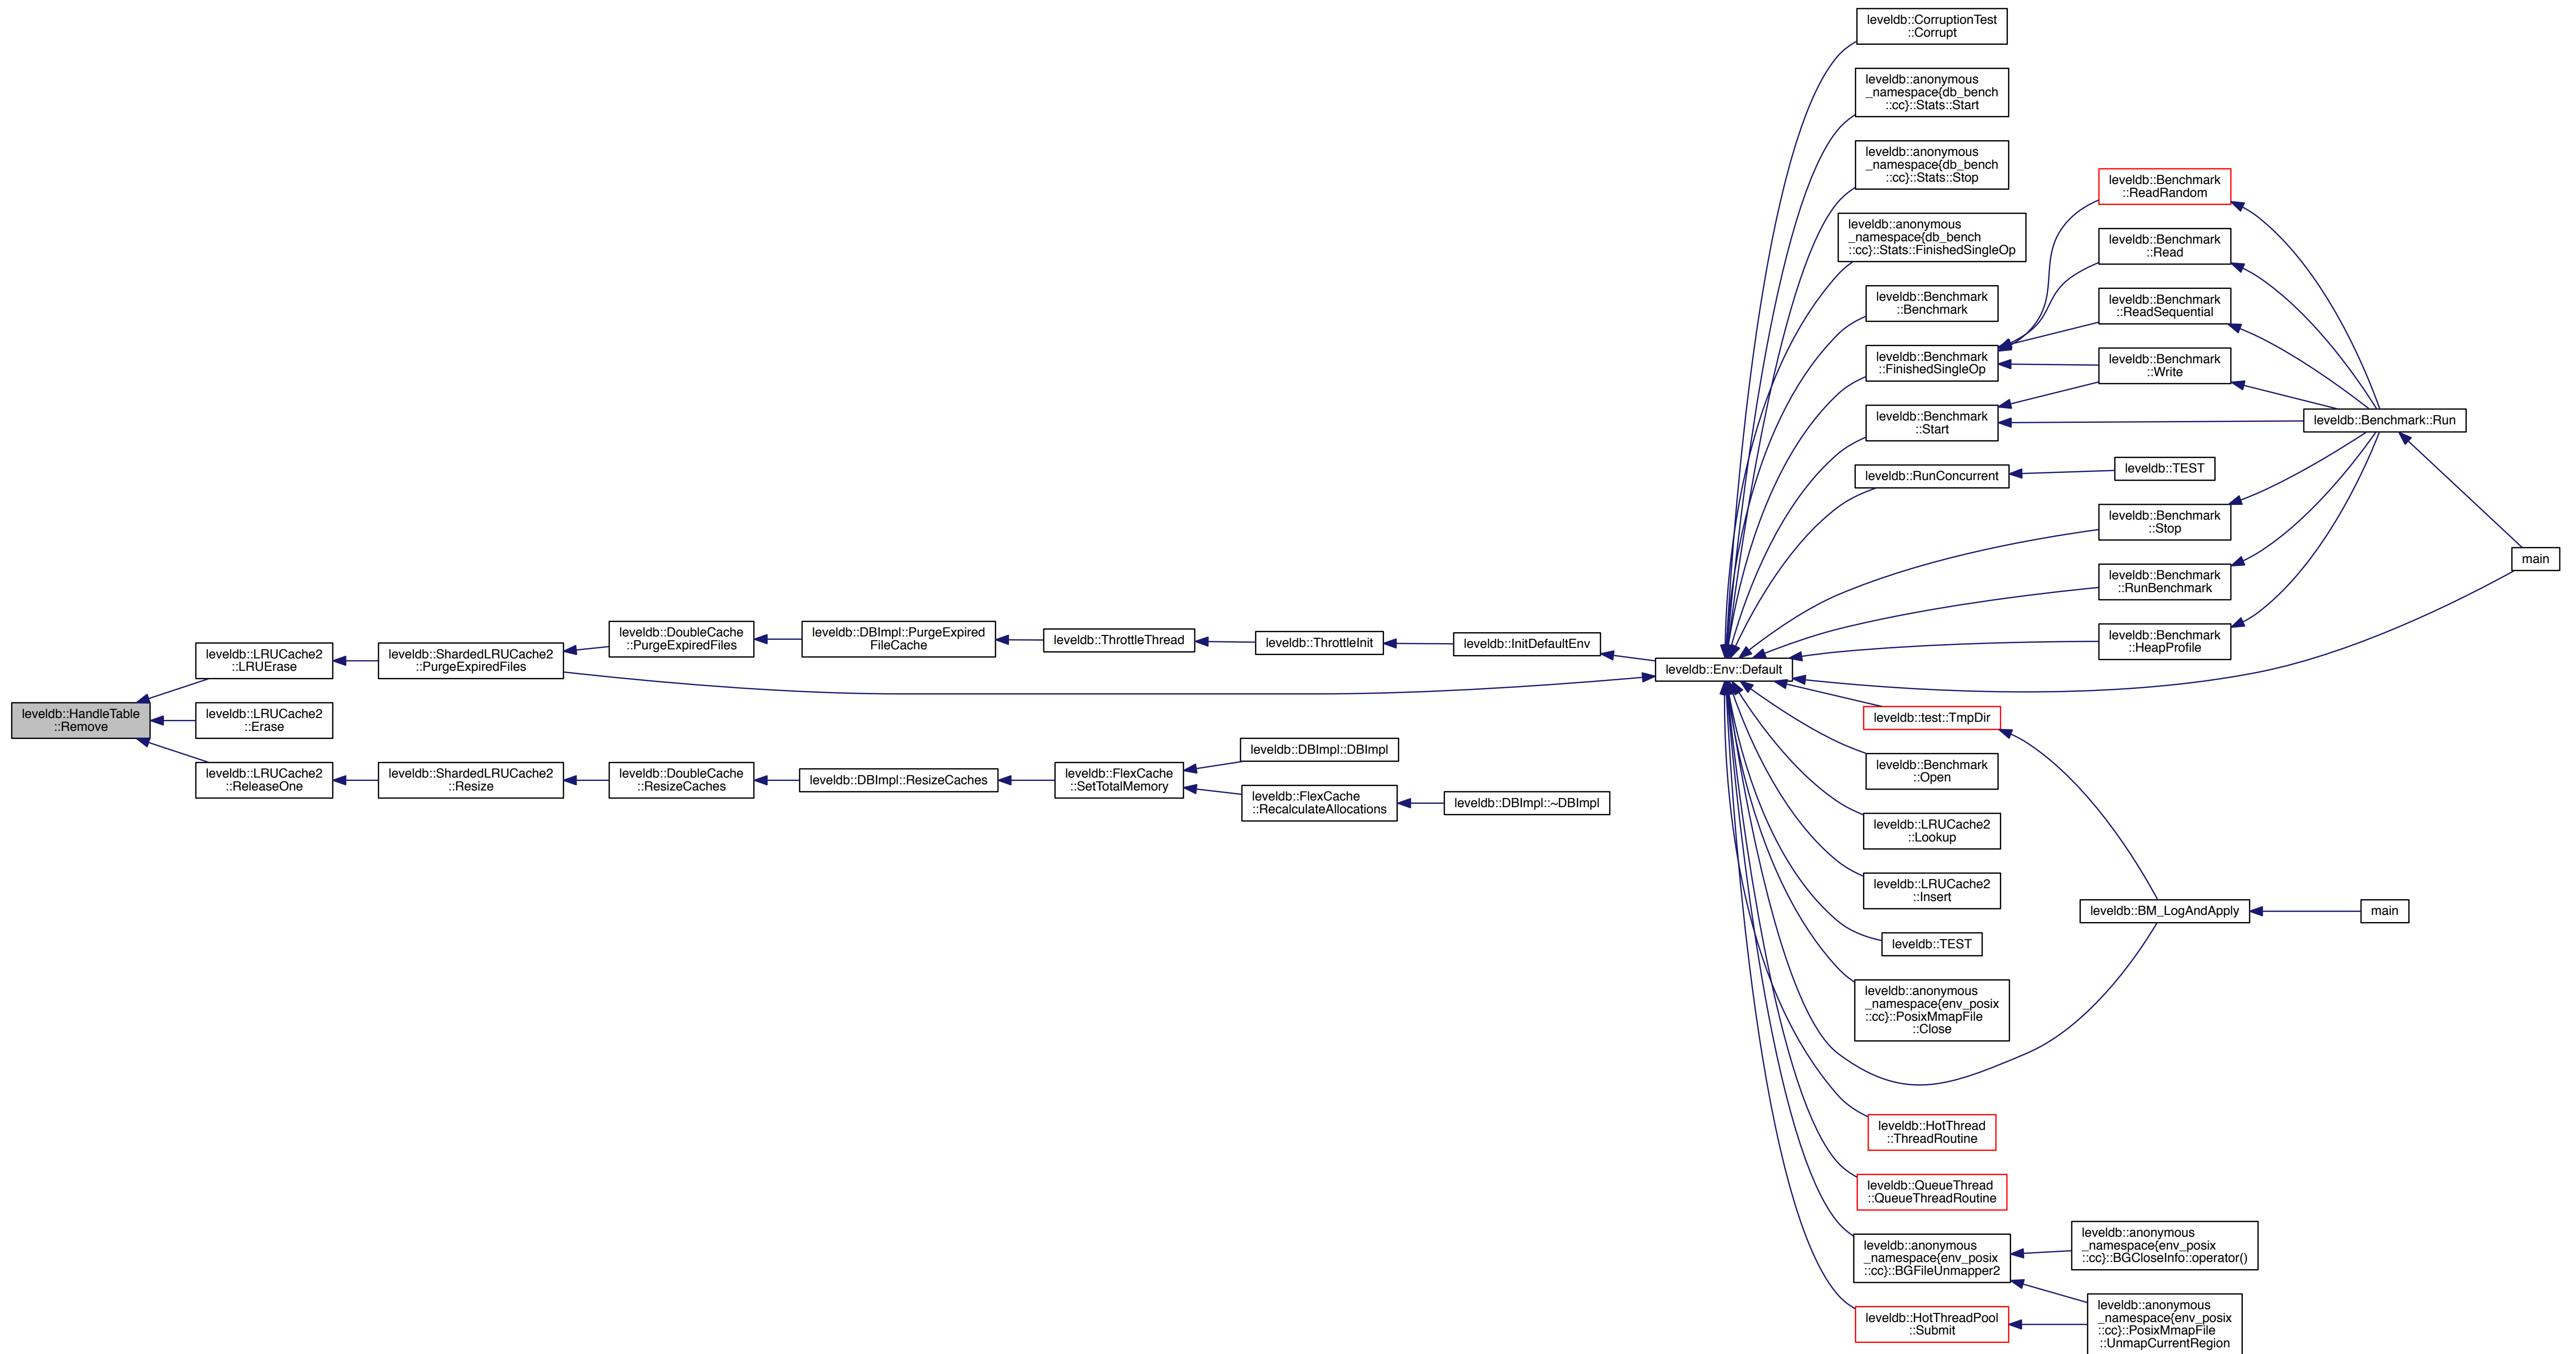 leveldb::HandleTable
::Remove
leveldb::LRUCache2
::LRUErase
leveldb::LRUCache2
::Erase
leveldb::LRUCache2
::ReleaseOne
leveldb::ShardedLRUCache2
::PurgeExpiredFiles
leveldb::ShardedLRUCache2
::Resize
leveldb::DoubleCache
::PurgeExpiredFiles
leveldb::DoubleCache
::ResizeCaches
leveldb::DBImpl::PurgeExpired
FileCache
leveldb::DBImpl::ResizeCaches
leveldb::ThrottleThread
leveldb::FlexCache
::SetTotalMemory
leveldb::ThrottleInit
leveldb::DBImpl::DBImpl
leveldb::FlexCache
::RecalculateAllocations
leveldb::InitDefaultEnv
leveldb::DBImpl::~DBImpl
leveldb::Env::Default
leveldb::CorruptionTest
::Corrupt
leveldb::anonymous
_namespace{db_bench
::cc}::Stats::Start
leveldb::anonymous
_namespace{db_bench
::cc}::Stats::Stop
leveldb::anonymous
_namespace{db_bench
::cc}::Stats::FinishedSingleOp
leveldb::Benchmark
::Benchmark
leveldb::Benchmark
::FinishedSingleOp
leveldb::Benchmark
::Start
leveldb::RunConcurrent
leveldb::test::TmpDir
leveldb::Benchmark
::Open
leveldb::LRUCache2
::Lookup
leveldb::LRUCache2
::Insert
leveldb::TEST
leveldb::anonymous
_namespace{env_posix
::cc}::PosixMmapFile
::Close
leveldb::HotThread
::ThreadRoutine
leveldb::QueueThread
::QueueThreadRoutine
leveldb::anonymous
_namespace{env_posix
::cc}::BGFileUnmapper2
leveldb::HotThreadPool
::Submit
leveldb::Benchmark
::ReadRandom
leveldb::Benchmark
::Read
leveldb::Benchmark
::ReadSequential
leveldb::Benchmark
::Write
leveldb::TEST
leveldb::Benchmark
::Stop
leveldb::Benchmark
::RunBenchmark
leveldb::Benchmark
::HeapProfile
leveldb::BM_LogAndApply
leveldb::anonymous
_namespace{env_posix
::cc}::BGCloseInfo::operator()
leveldb::anonymous
_namespace{env_posix
::cc}::PosixMmapFile
::UnmapCurrentRegion
leveldb::Benchmark::Run
main
main